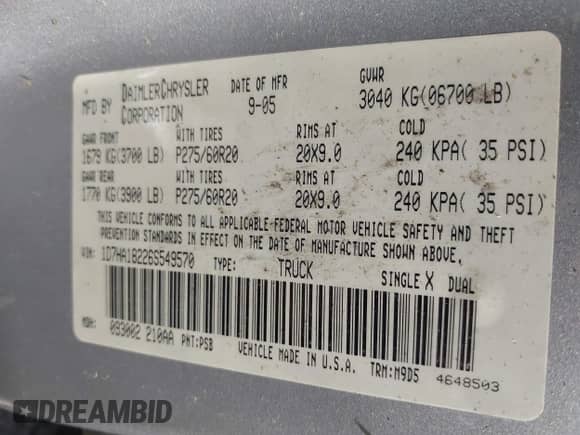 MFD BY DAIMLERCHRYSLER CORPORATION DATE OF MFR 9-05 GVWR 3040 KG(06700 LB)
GAWR FRONT WITH TIRES RIMS AT COLD
1679 KG(3700 LB) P275/60R20 20X9.0 240 KPA( 35 PSI)
GAWR REAR WITH TIRES RIMS AT COLD
1770 KG(3900 LB) P275/60R20 20X9.0 240 KPA( 35 PSI)
THIS VEHICLE CONFORMS TO ALL APPLICABLE FEDERAL MOTOR VEHICLE SAFETY AND THEFT
PREVENTION STANDARDS IN EFFECT ON THE DATE OF MANUFACTURE SHOWN ABOVE.
VIN: 1D7HA18226S549570 TYPE: TRUCK SINGLE X DUAL
MDH: 093002 210AA PNT:PSB VEHICLE MADE IN U.S.A. TRM:M9D5 4648503
DREAMBID